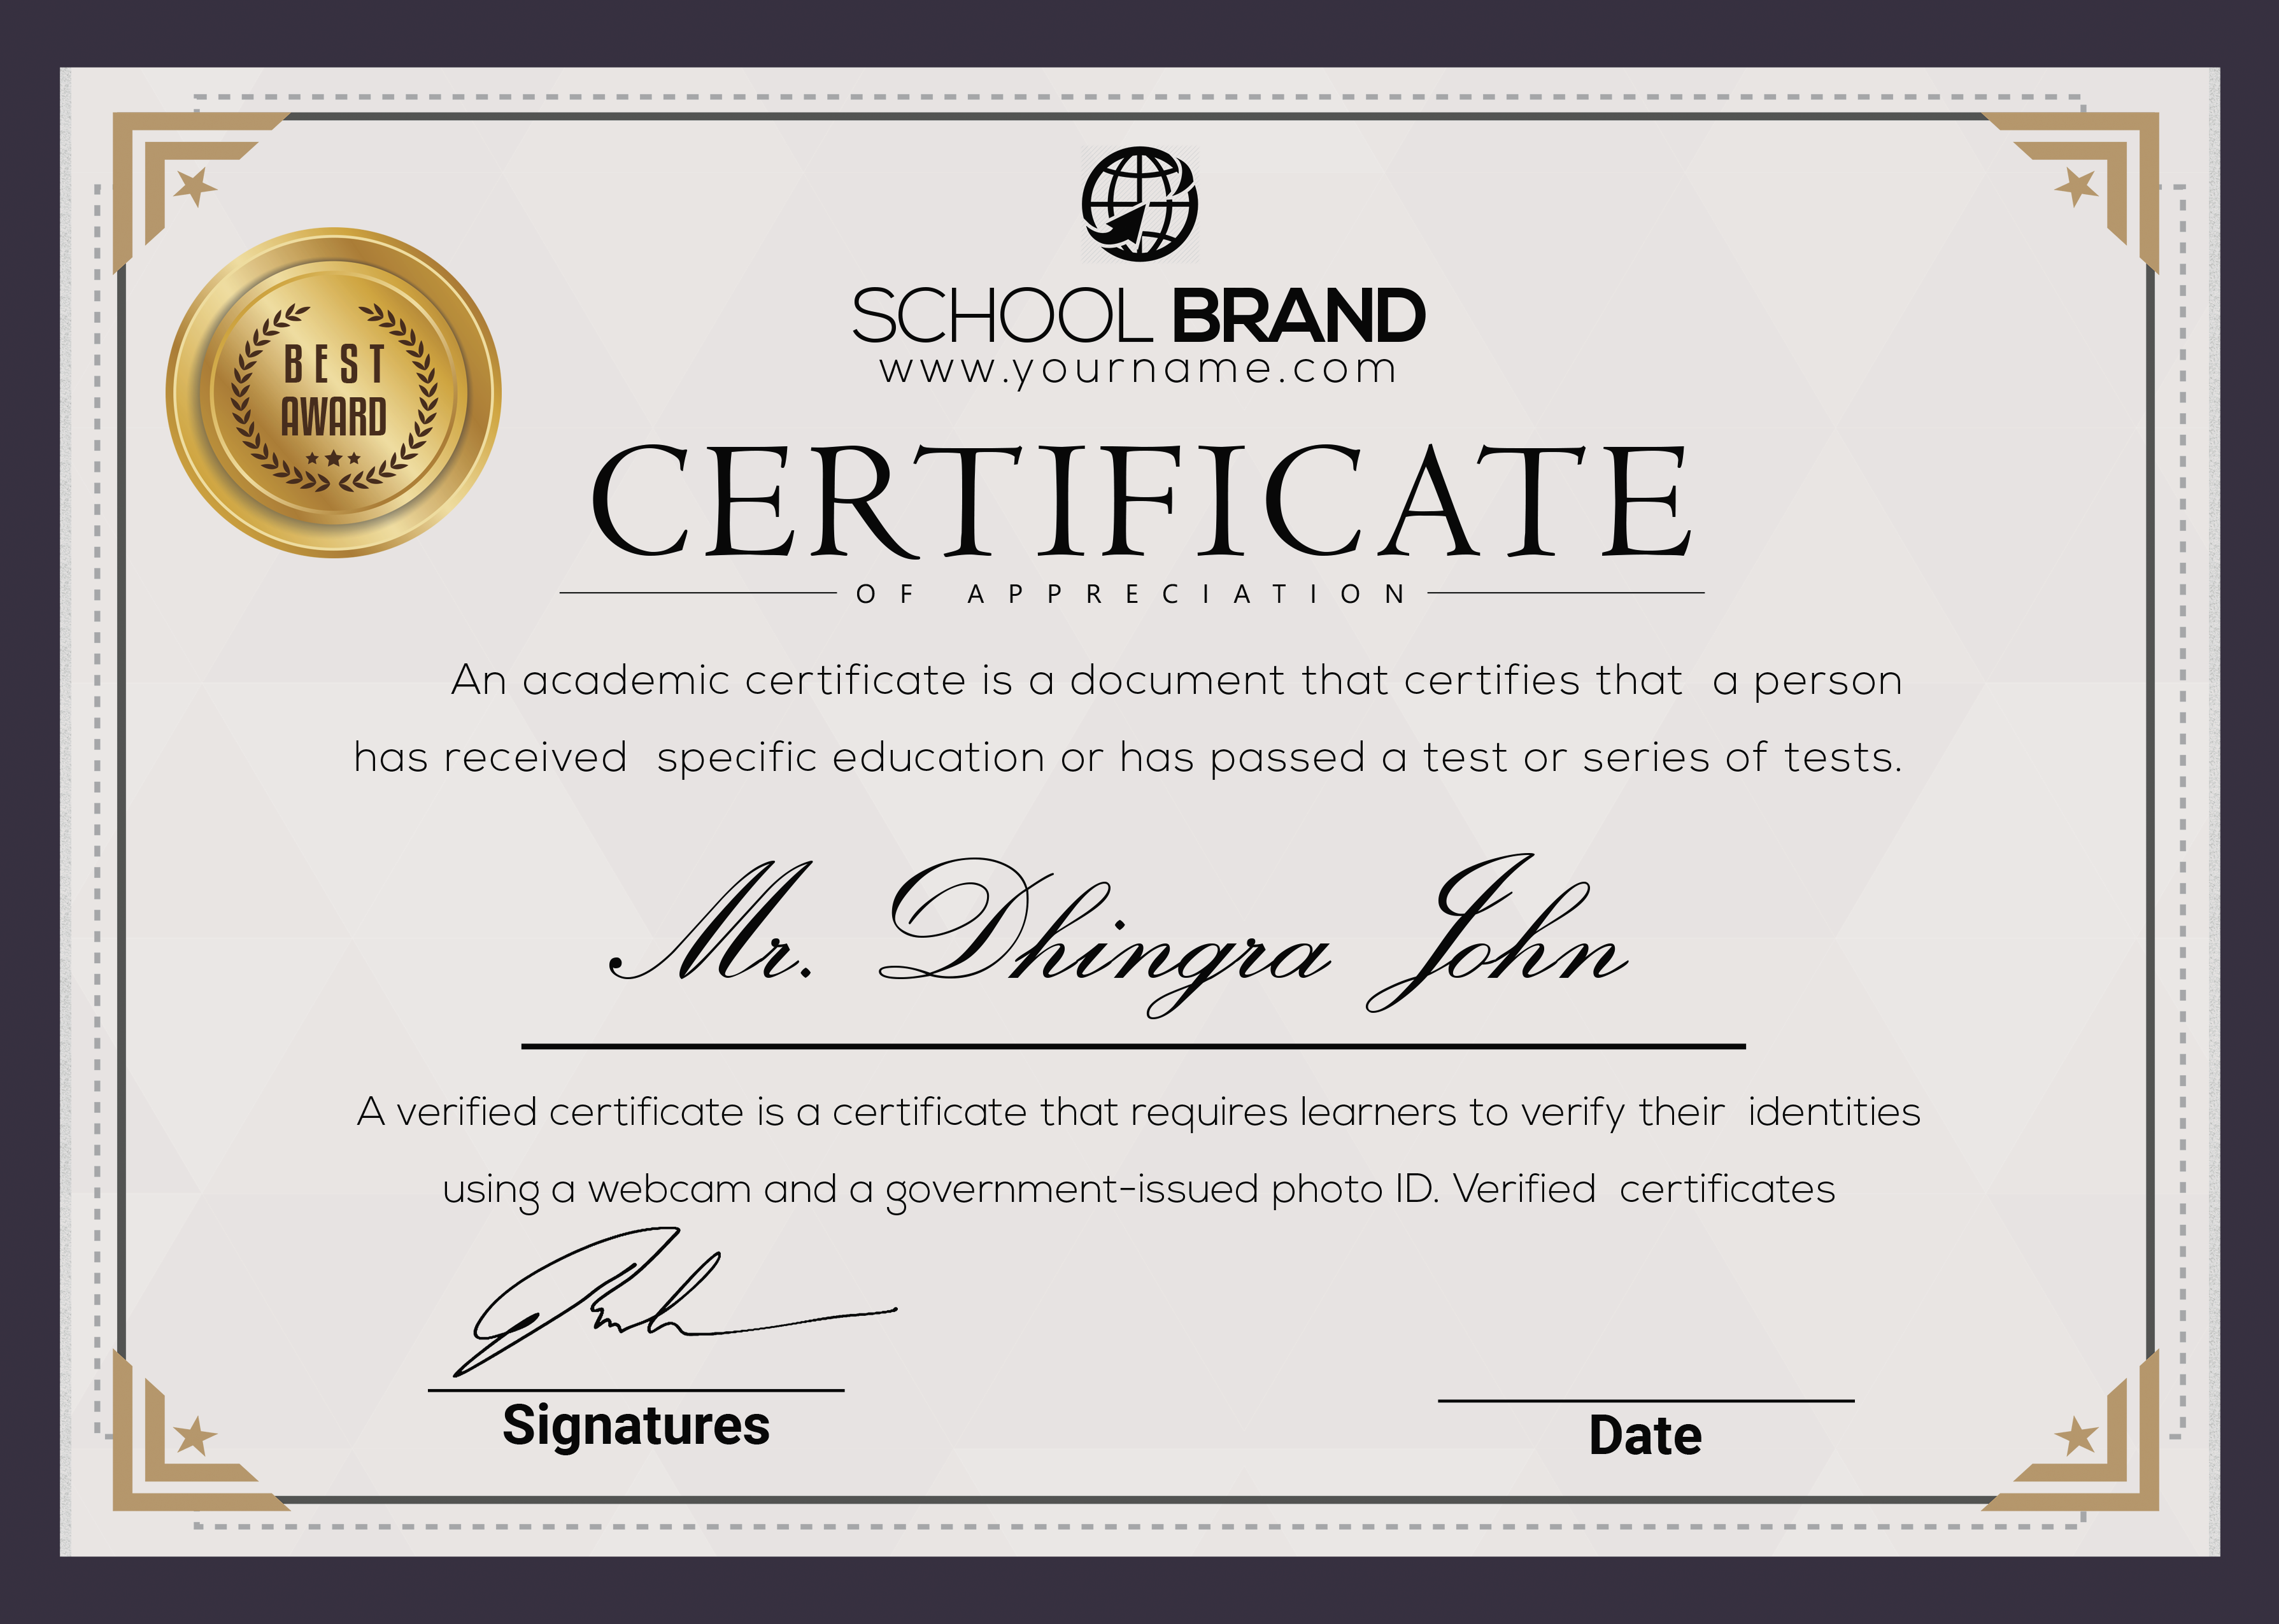 BEST
AWARD
SCHOOL BRAND
www.yourname.com
CERTIFICATE
OF APPRECIATION
An academic certificate is a document that certifies that a person
has received specific education or has passed a test or series of tests.
Mr. Dhingra John
A verified certificate is a certificate that requires learners to verify their identities
using a webcam and a government-issued photo ID. Verified certificates
Signatures
Date